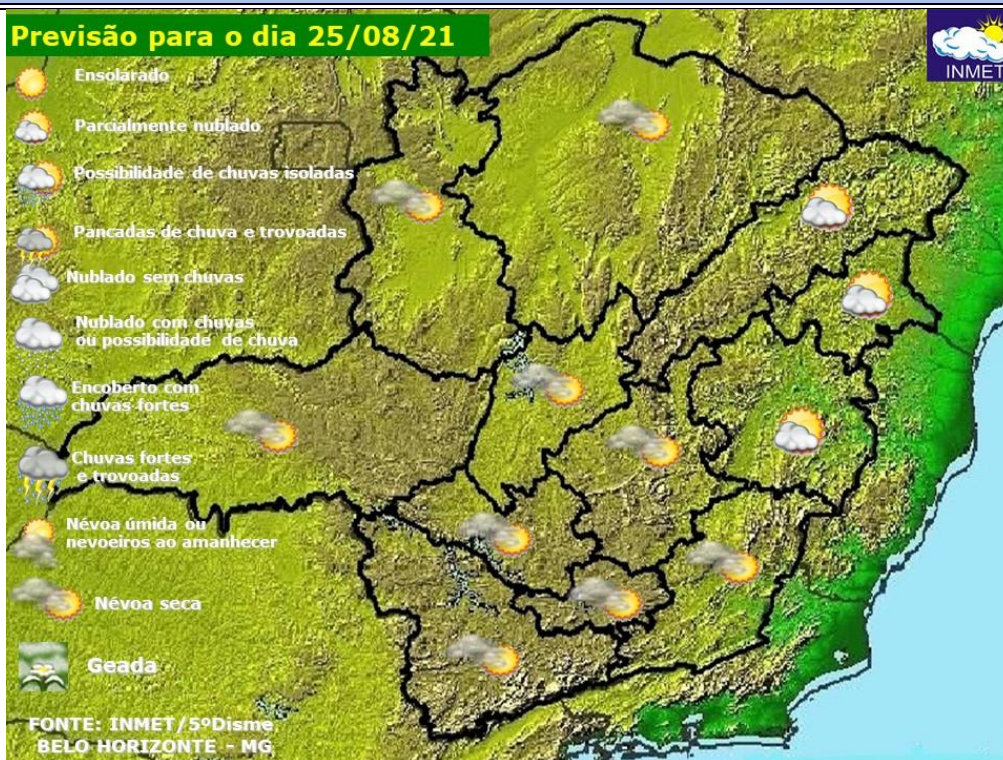 Previsão para o dia 25/08/21
INMET
Ensolarado
Parcialmente nublado
Possibilidade de chuvas isoladas
Pancadas de chuva e trovoadas
Nublado sem chuvas
Nublado com chuvas
ou possibilidade de chuva
Encoberto com
chuvas fortes
Chuvas fortes
e trovoadas
Névoa úmida ou
nevoeiros ao amanhecer
Névoa seca
Geada
FONTE: INMET/5ºDisme
BELO HORIZONTE - MG